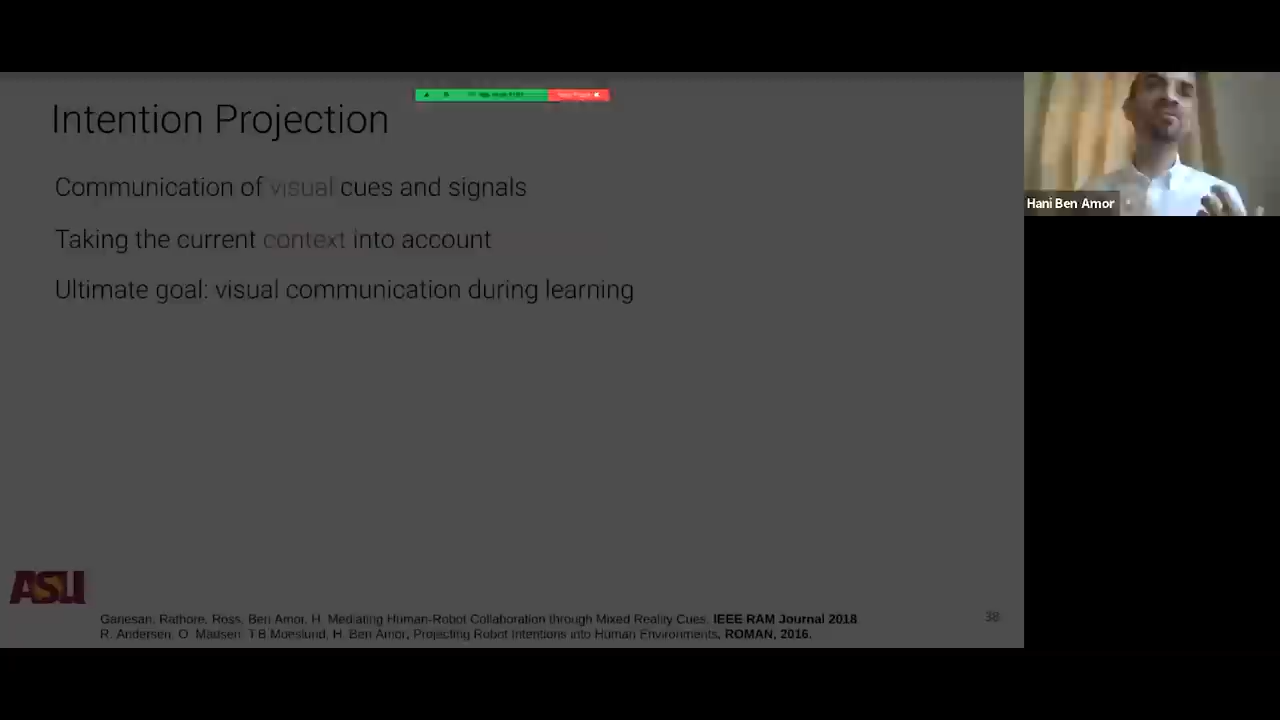 Intention Projection
Communication of visual cues and signals
Taking the current context into account
Ultimate goal: visual communication during learning
Hani Ben Amor
ASU
Ganesan, Rathore, Ross, Ben Amor, H. Mediating Human-Robot Collaboration through Mixed Reality Cues, IEEE RAM Journal 2018
R. Andersen, O. Madsen, T.B Moeslund, H. Ben Amor, Projecting Robot Intentions into Human Environments, ROMAN, 2016.
38